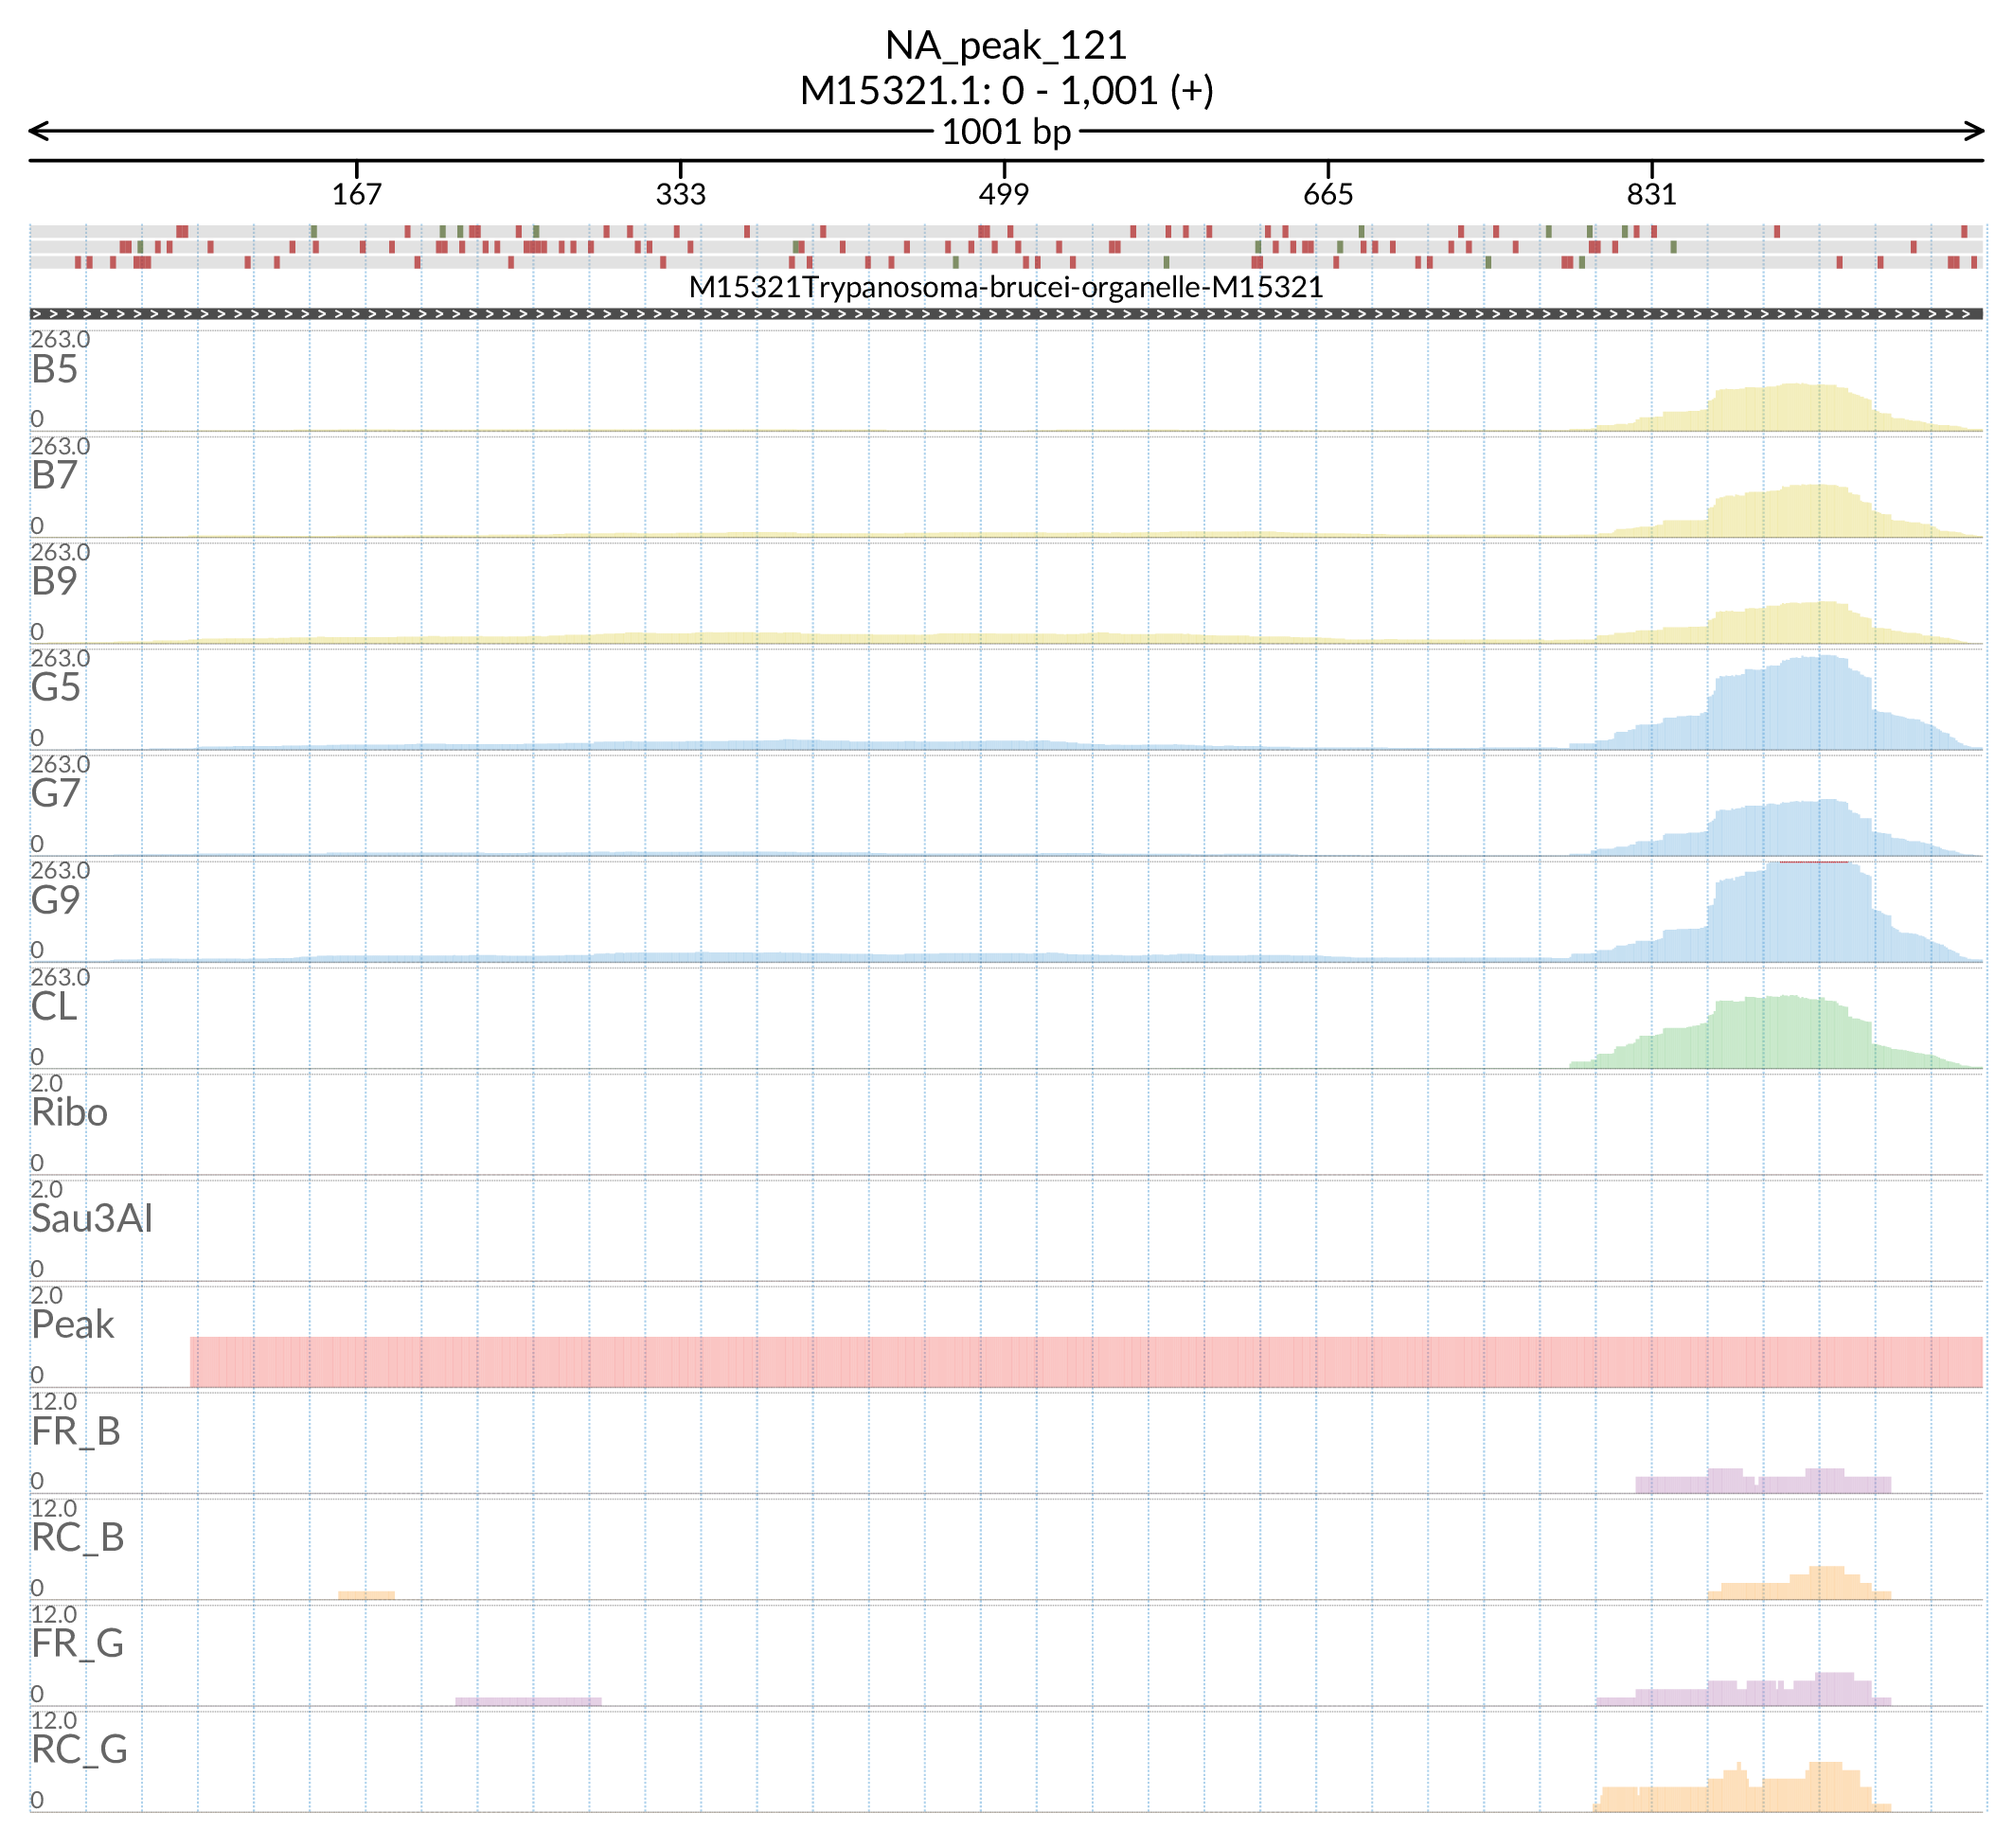 NA_peak_121
M15321.1: 0 - 1,001 (+)
1001 bp
167 333 499 665 831
M15321Trypanosoma-brucei-organelle-M15321
263.0
B5
0
263.0
B7
0
263.0
B9
0
263.0
G5
0
263.0
G7
0
263.0
G9
0
263.0
CL
0
2.0
Ribo
0
2.0
Sau3AI
0
2.0
Peak
0
12.0
FR_B
0
12.0
RC_B
0
12.0
FR_G
0
12.0
RC_G
0